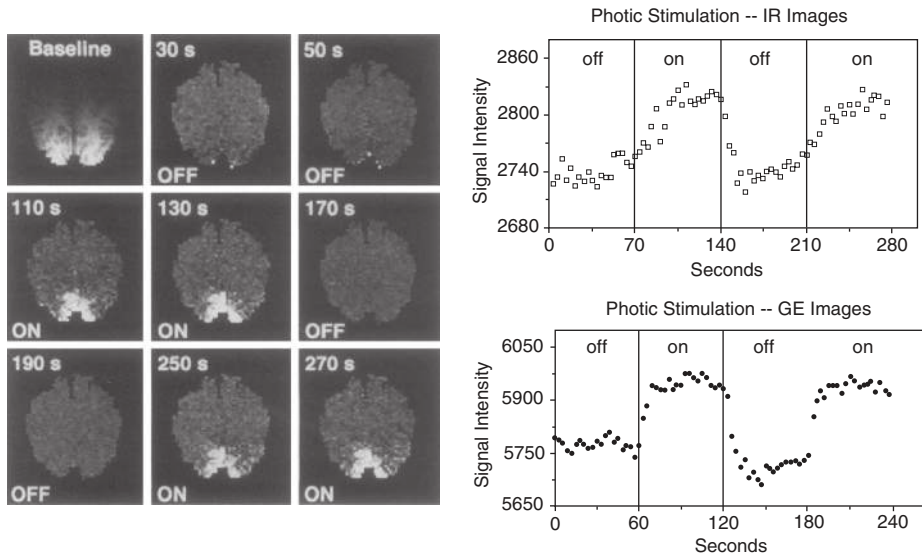 Baseline
30 s
50 s
OFF
OFF
110 s
130 s
170 s
ON
ON
OFF
190 s
250 s
270 s
OFF
ON
ON
Photic Stimulation -- IR Images
2860
2800
2740
2680
Signal Intensity
off
on
off
on
0
70
140
210
280
Seconds
Photic Stimulation -- GE Images
6050
5900
5750
5650
Signal Intensity
off
on
off
on
0
60
120
180
240
Seconds